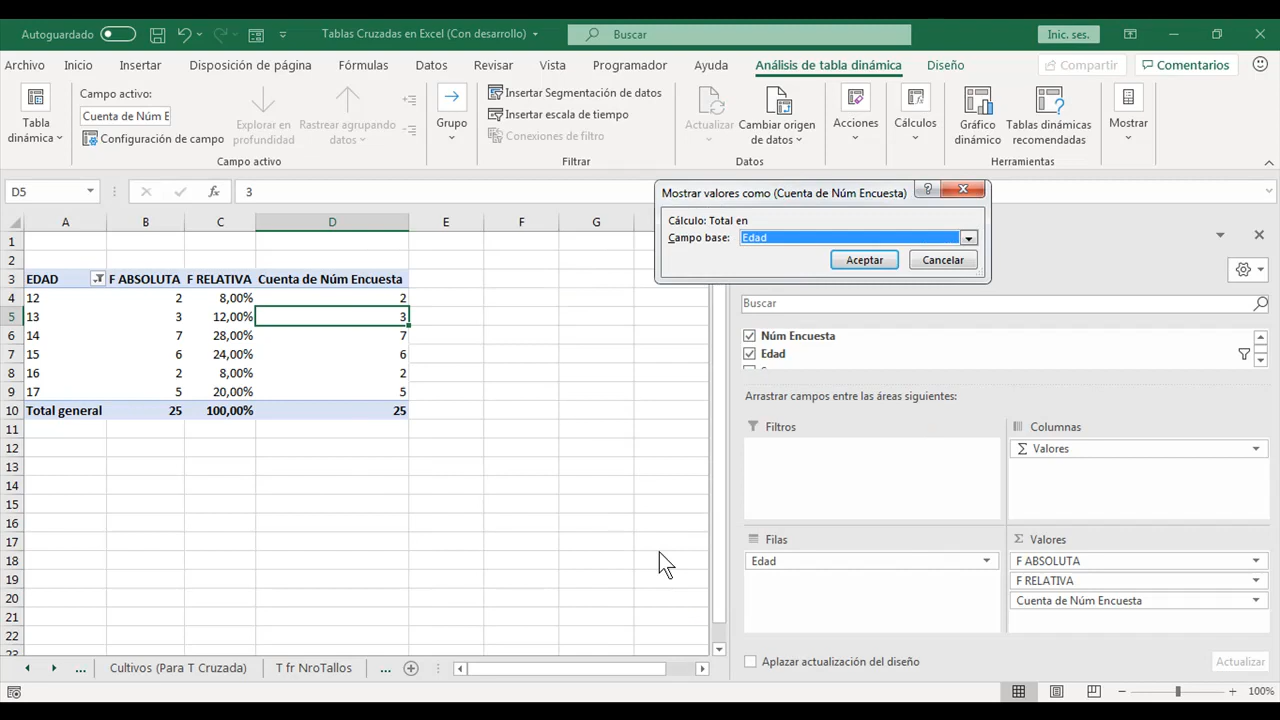 Autoguardado
Tablas Cruzadas en Excel (Con desarrollo)
Buscar
Inic. ses.
Archivo Inicio Insertar Disposición de página Fórmulas Datos Revisar Vista Programador Ayuda Análisis de tabla dinámica Diseño Compartir Comentarios
Tabla dinámica
Campo activo:
Cuenta de Núm E
Configuración de campo
Explorar en profundidad
Rastrear agrupando datos
Campo activo
Grupo
Insertar Segmentación de datos
Insertar escala de tiempo
Conexiones de filtro
Filtrar
Actualizar
Cambiar origen de datos
Datos
Acciones
Cálculos
Gráfico dinámico
Tablas dinámicas recomendadas
Herramientas
Mostrar
D5 fx 3
Mostrar valores como (Cuenta de Núm Encuesta) ?
Cálculo: Total en
Campo base: Edad
Aceptar Cancelar
A B C D E F G
1
2
3 EDAD F ABSOLUTA F RELATIVA Cuenta de Núm Encuesta
4 12 2 8,00% 2
5 13 3 12,00% 3
6 14 7 28,00% 7
7 15 6 24,00% 6
8 16 2 8,00% 2
9 17 5 20,00% 5
10 Total general 25 100,00% 25
11
12
13
14
15
16
17
18
19
20
21
22
23
Buscar
Núm Encuesta
Edad
Arrastrar campos entre las áreas siguientes:
Filtros
Columnas
Σ Valores
Filas
Edad
Σ Valores
F ABSOLUTA
F RELATIVA
Cuenta de Núm Encuesta
Aplazar actualización del diseño Actualizar
... Cultivos (Para T Cruzada) T fr NroTallos ...
100%